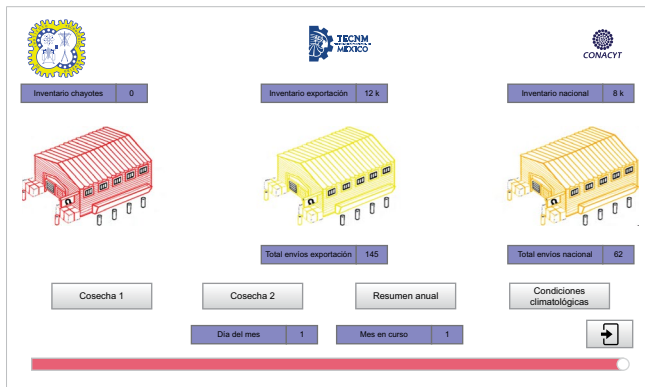 TECNM
MÉXICO
CONACYT
Inventario chayotes 0
Inventario exportación 12 k
Inventario nacional 8 k
Total envíos exportación 145
Total envíos nacional 62
Cosecha 1
Cosecha 2
Resumen anual
Condiciones
climatológicas
Día del mes 1
Mes en curso 1